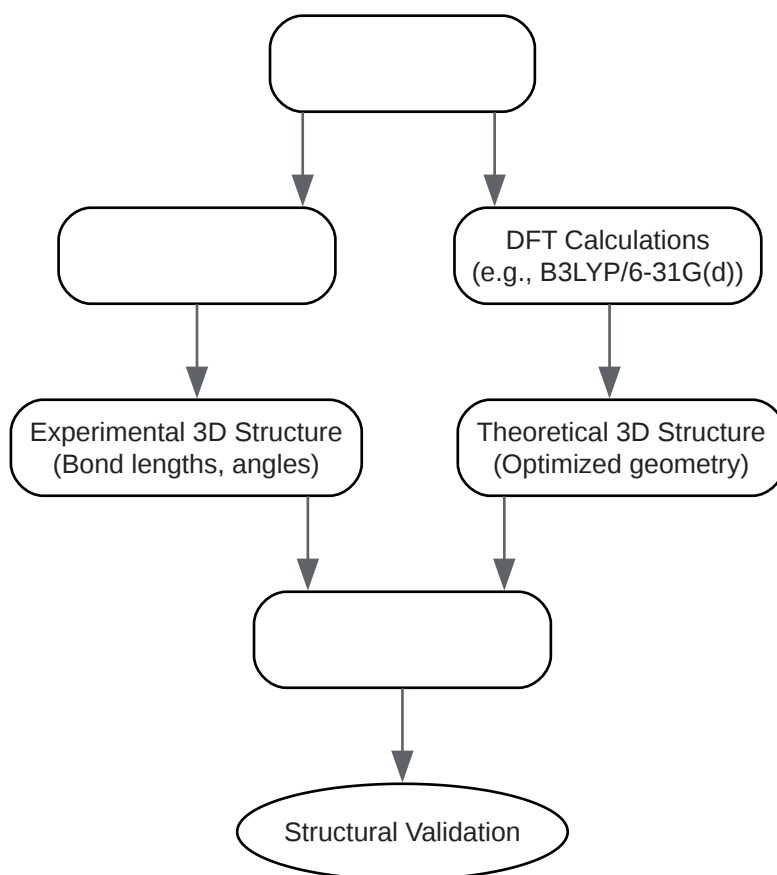 DFT Calculations
(e.g., B3LYP/6-31G(d))
Experimental 3D Structure
(Bond lengths, angles)
Theoretical 3D Structure
(Optimized geometry)
Structural Validation